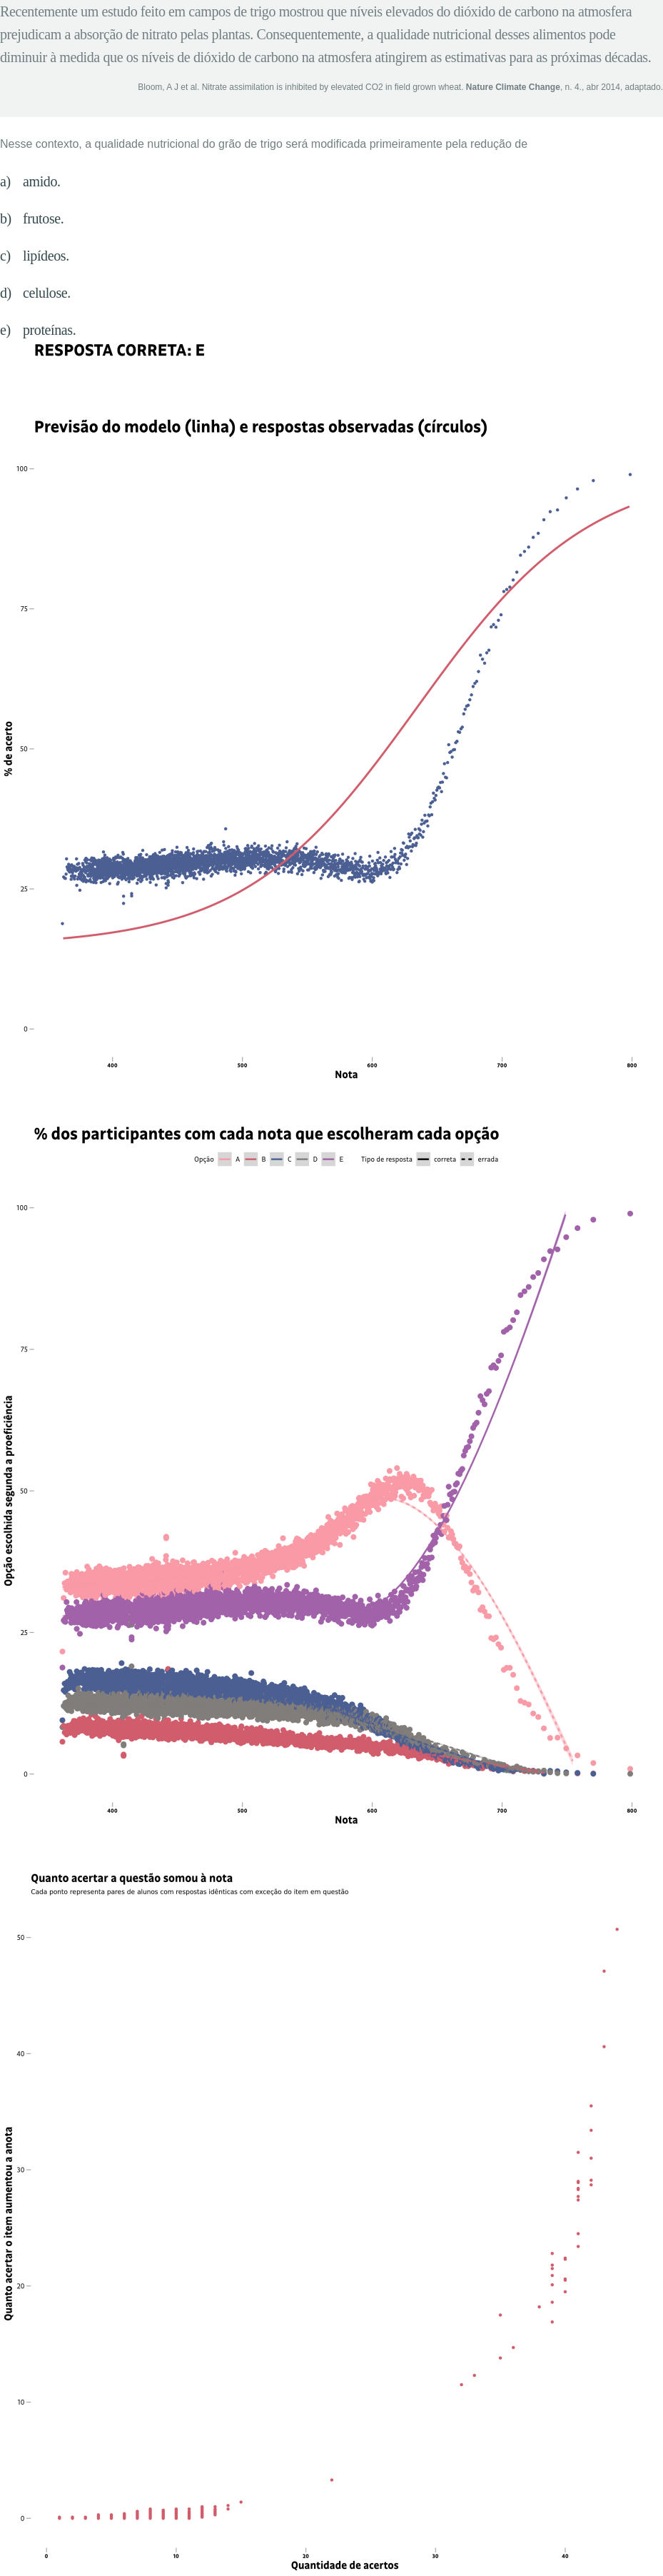 Recentemente um estudo feito em campos de trigo mostrou que níveis elevados do dióxido de carbono na atmosfera
prejudicam a absorção de nitrato pelas plantas. Consequentemente, a qualidade nutricional desses alimentos pode
diminuir à medida que os níveis de dióxido de carbono na atmosfera atingirem as estimativas para as próximas décadas.
Bloom, A J et al. Nitrate assimilation is inhibited by elevated CO2 in field grown wheat. Nature Climate Change, n. 4., abr 2014, adaptado.
Nesse contexto, a qualidade nutricional do grão de trigo será modificada primeiramente pela redução de
a) amido.
b) frutose.
c) lipídeos.
d) celulose.
e) proteínas.
RESPOSTA CORRETA: E
Previsão do modelo (linha) e respostas observadas (círculos)
100
75
50
25
0
% de acerto
400 500 600 700 800
Nota
% dos participantes com cada nota que escolheram cada opção
Opção A B C D E Tipo de resposta correta errada
100
75
50
25
0
Opção escolhida segunda a proeficiência
400 500 600 700 800
Nota
Quanto acertar a questão somou à nota
Cada ponto representa pares de alunos com respostas idênticas com exceção do item em questão
50
40
30
20
10
0
Quanto acertar o item aumentou a anota
0 10 20 30 40
Quantidade de acertos